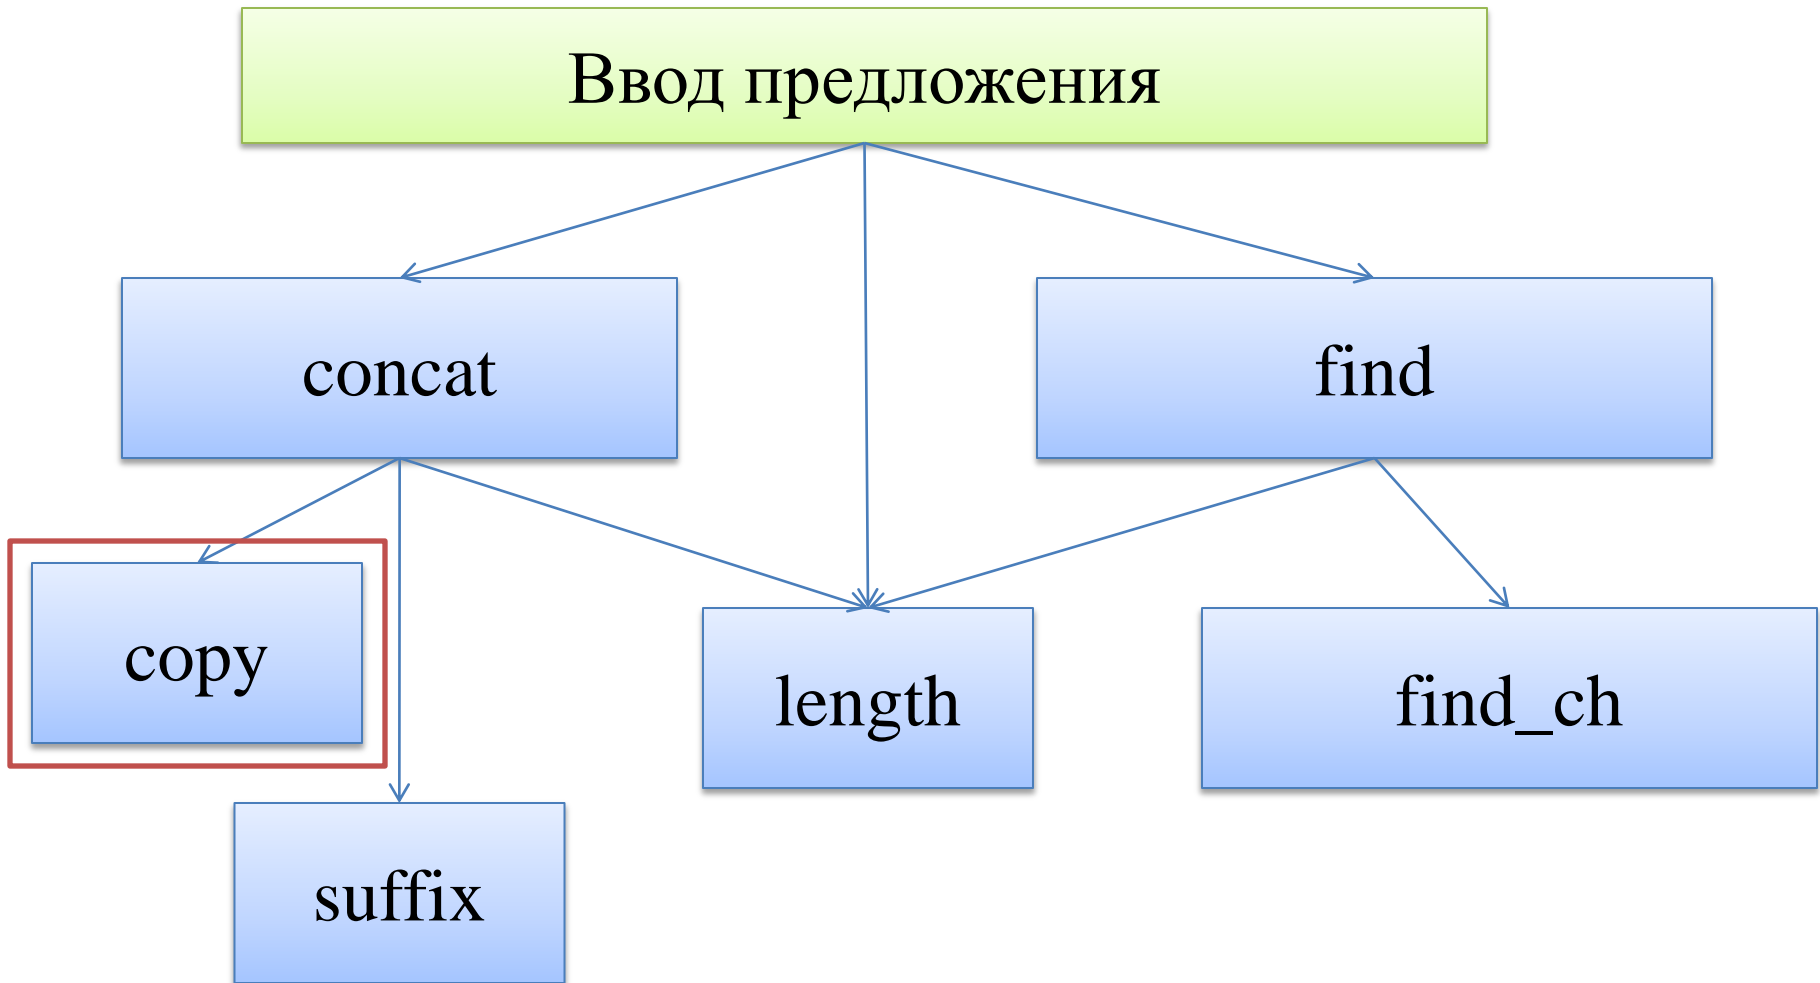 Ввод предложения
concat
find
copy
length
find_ch
suffix